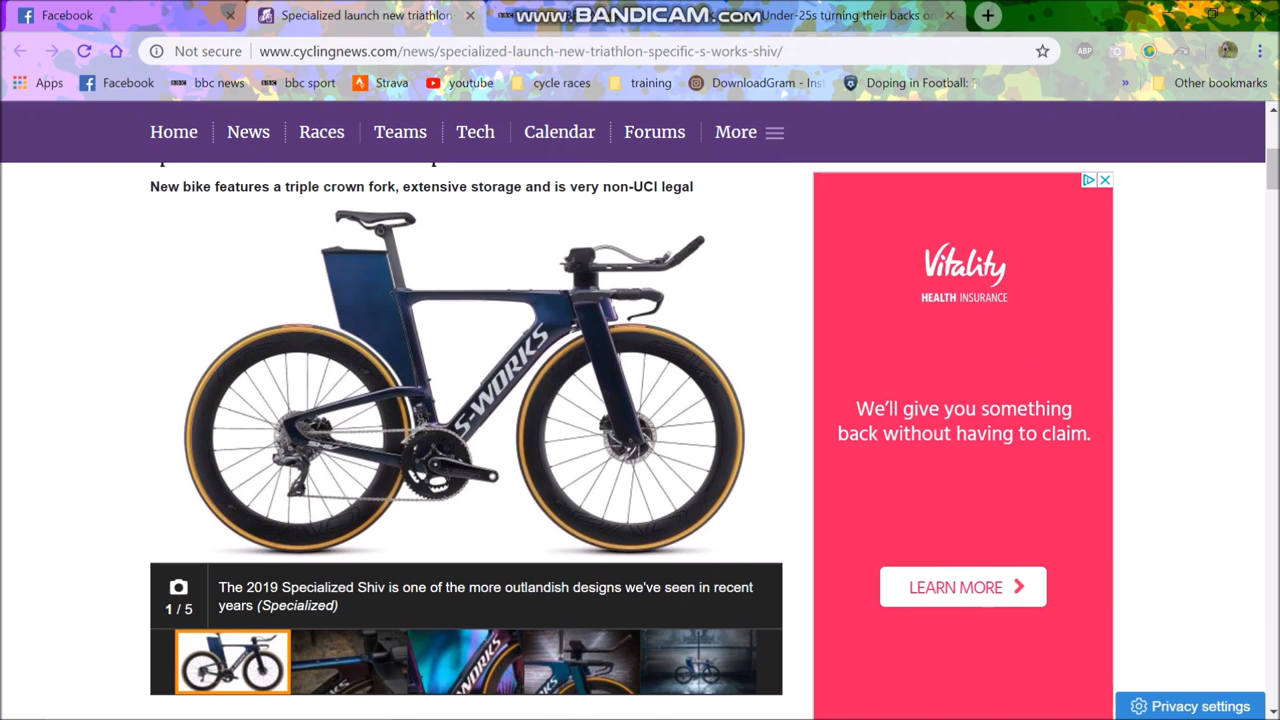 Facebook
Specialized launch new triathlon
www.BANDICAM.com
Under-25s turning their backs on
Not secure
www.cyclingnews.com/news/specialized-launch-new-triathlon-specific-s-works-shiv/
ABP
Apps
Facebook
bbc news
bbc sport
Strava
youtube
cycle races
training
DownloadGram - Inst
Doping in Football:
»
Other bookmarks
Home
News
Races
Teams
Tech
Calendar
Forums
More
New bike features a triple crown fork, extensive storage and is very non-UCI legal
S-WORKS
The 2019 Specialized Shiv is one of the more outlandish designs we've seen in recent
years (Specialized)
1 / 5
Vitality
HEALTH INSURANCE
We'll give you something
back without having to claim.
LEARN MORE
Privacy settings